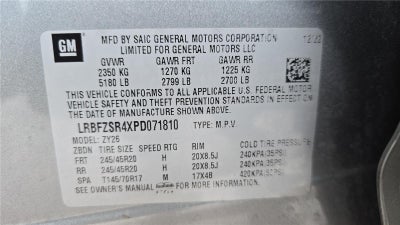 GM
MFD BY SAIC GENERAL MOTORS CORPORATION
LIMITED FOR GENERAL MOTORS LLC
GVWR GAWR FRT GAWR RR
2350 KG 1270 KG 1225 KG
5180 LB 2799 LB 2700 LB
THIS VEHICLE CONFORMS TO ALL APPLICABLE U.S. FEDERAL MOTOR
VEHICLE SAFETY, BUMPER, AND THEFT PREVENTION STANDARDS
IN EFFECT ON THE DATE OF MANUFACTURE SHOWN ABOVE.
LRBFZSR4XPD071810 TYPE: M.P.V
MODEL: ZY26
ZBDN TIRE SIZE SPEED RTG RIM COLD TIRE PRESSURE
FRT 245/45R20 H 20X8.5J 240KPA(35PSI)
RR 245/45R20 H 20X8.5J 240KPA(35PSI)
SPA T145/70R17 M 17X4B 420KPA
SEE OWNER'S MANUAL FOR ADDITIONAL INFORMATION.